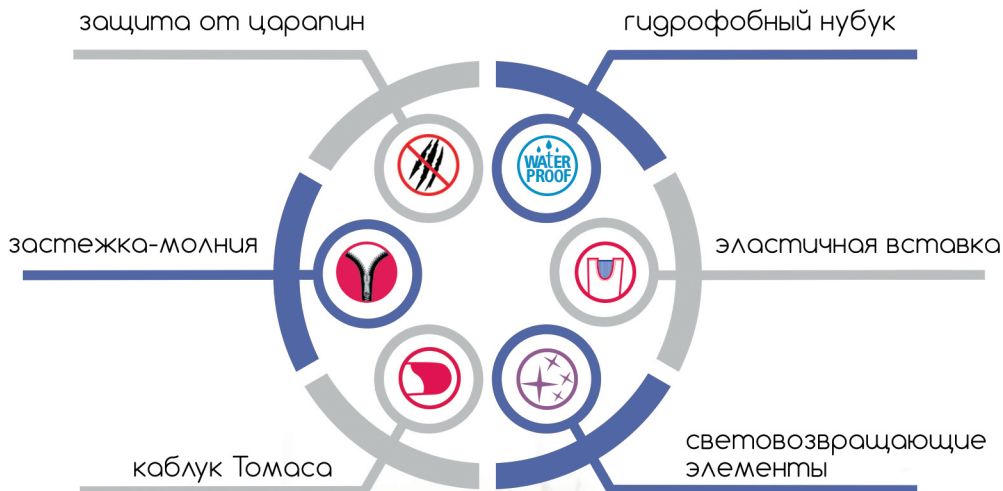 защита от царапин
гидрофобный нубук
WATER
PROOF
застежка-молния
эластичная вставка
каблук Томаса
световозвращающие
элементы